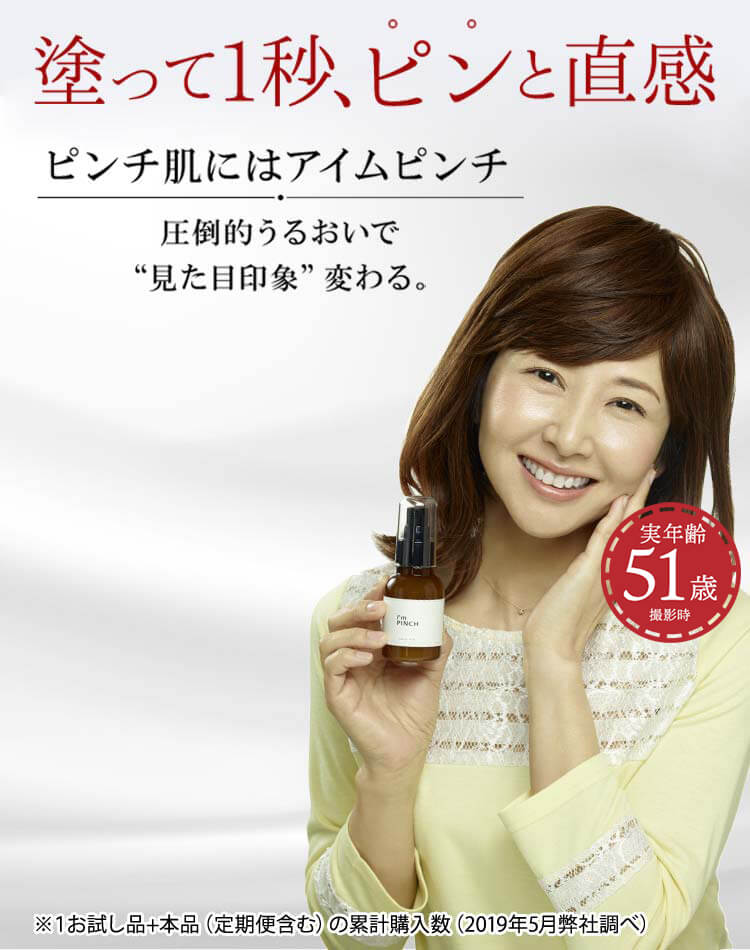 塗って1秒、ピンと直感
ピンチ肌にはアイムピンチ
圧倒的うるおいで
“見た目印象” 変わる。
I'm
PINCH
実年齢
51歳
撮影時
※1お試し品+本品（定期便含む）の累計購入数（2019年5月弊社調べ）